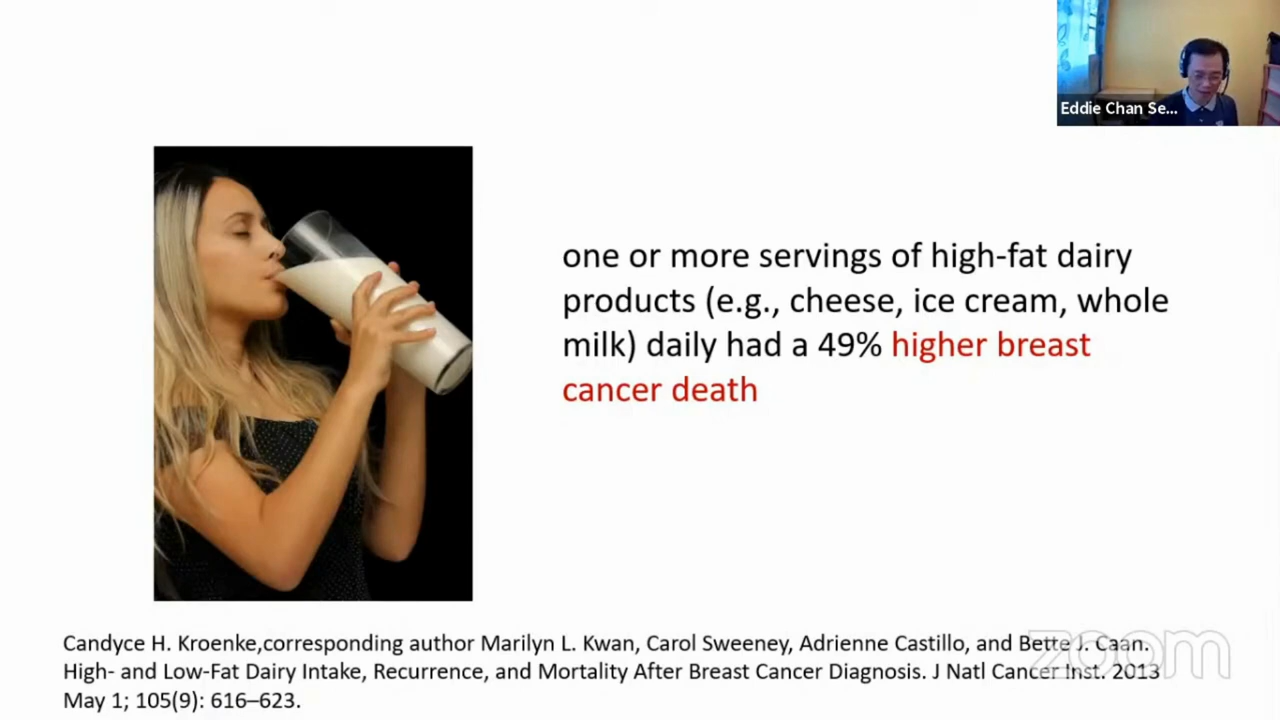 Eddie Chan Se...
one or more servings of high-fat dairy
products (e.g., cheese, ice cream, whole
milk) daily had a 49% higher breast
cancer death
Candyce H. Kroenke,corresponding author Marilyn L. Kwan, Carol Sweeney, Adrienne Castillo, and Bette J. Caan.
High- and Low-Fat Dairy Intake, Recurrence, and Mortality After Breast Cancer Diagnosis. J Natl Cancer Inst. 2013
May 1; 105(9): 616–623.
zoom